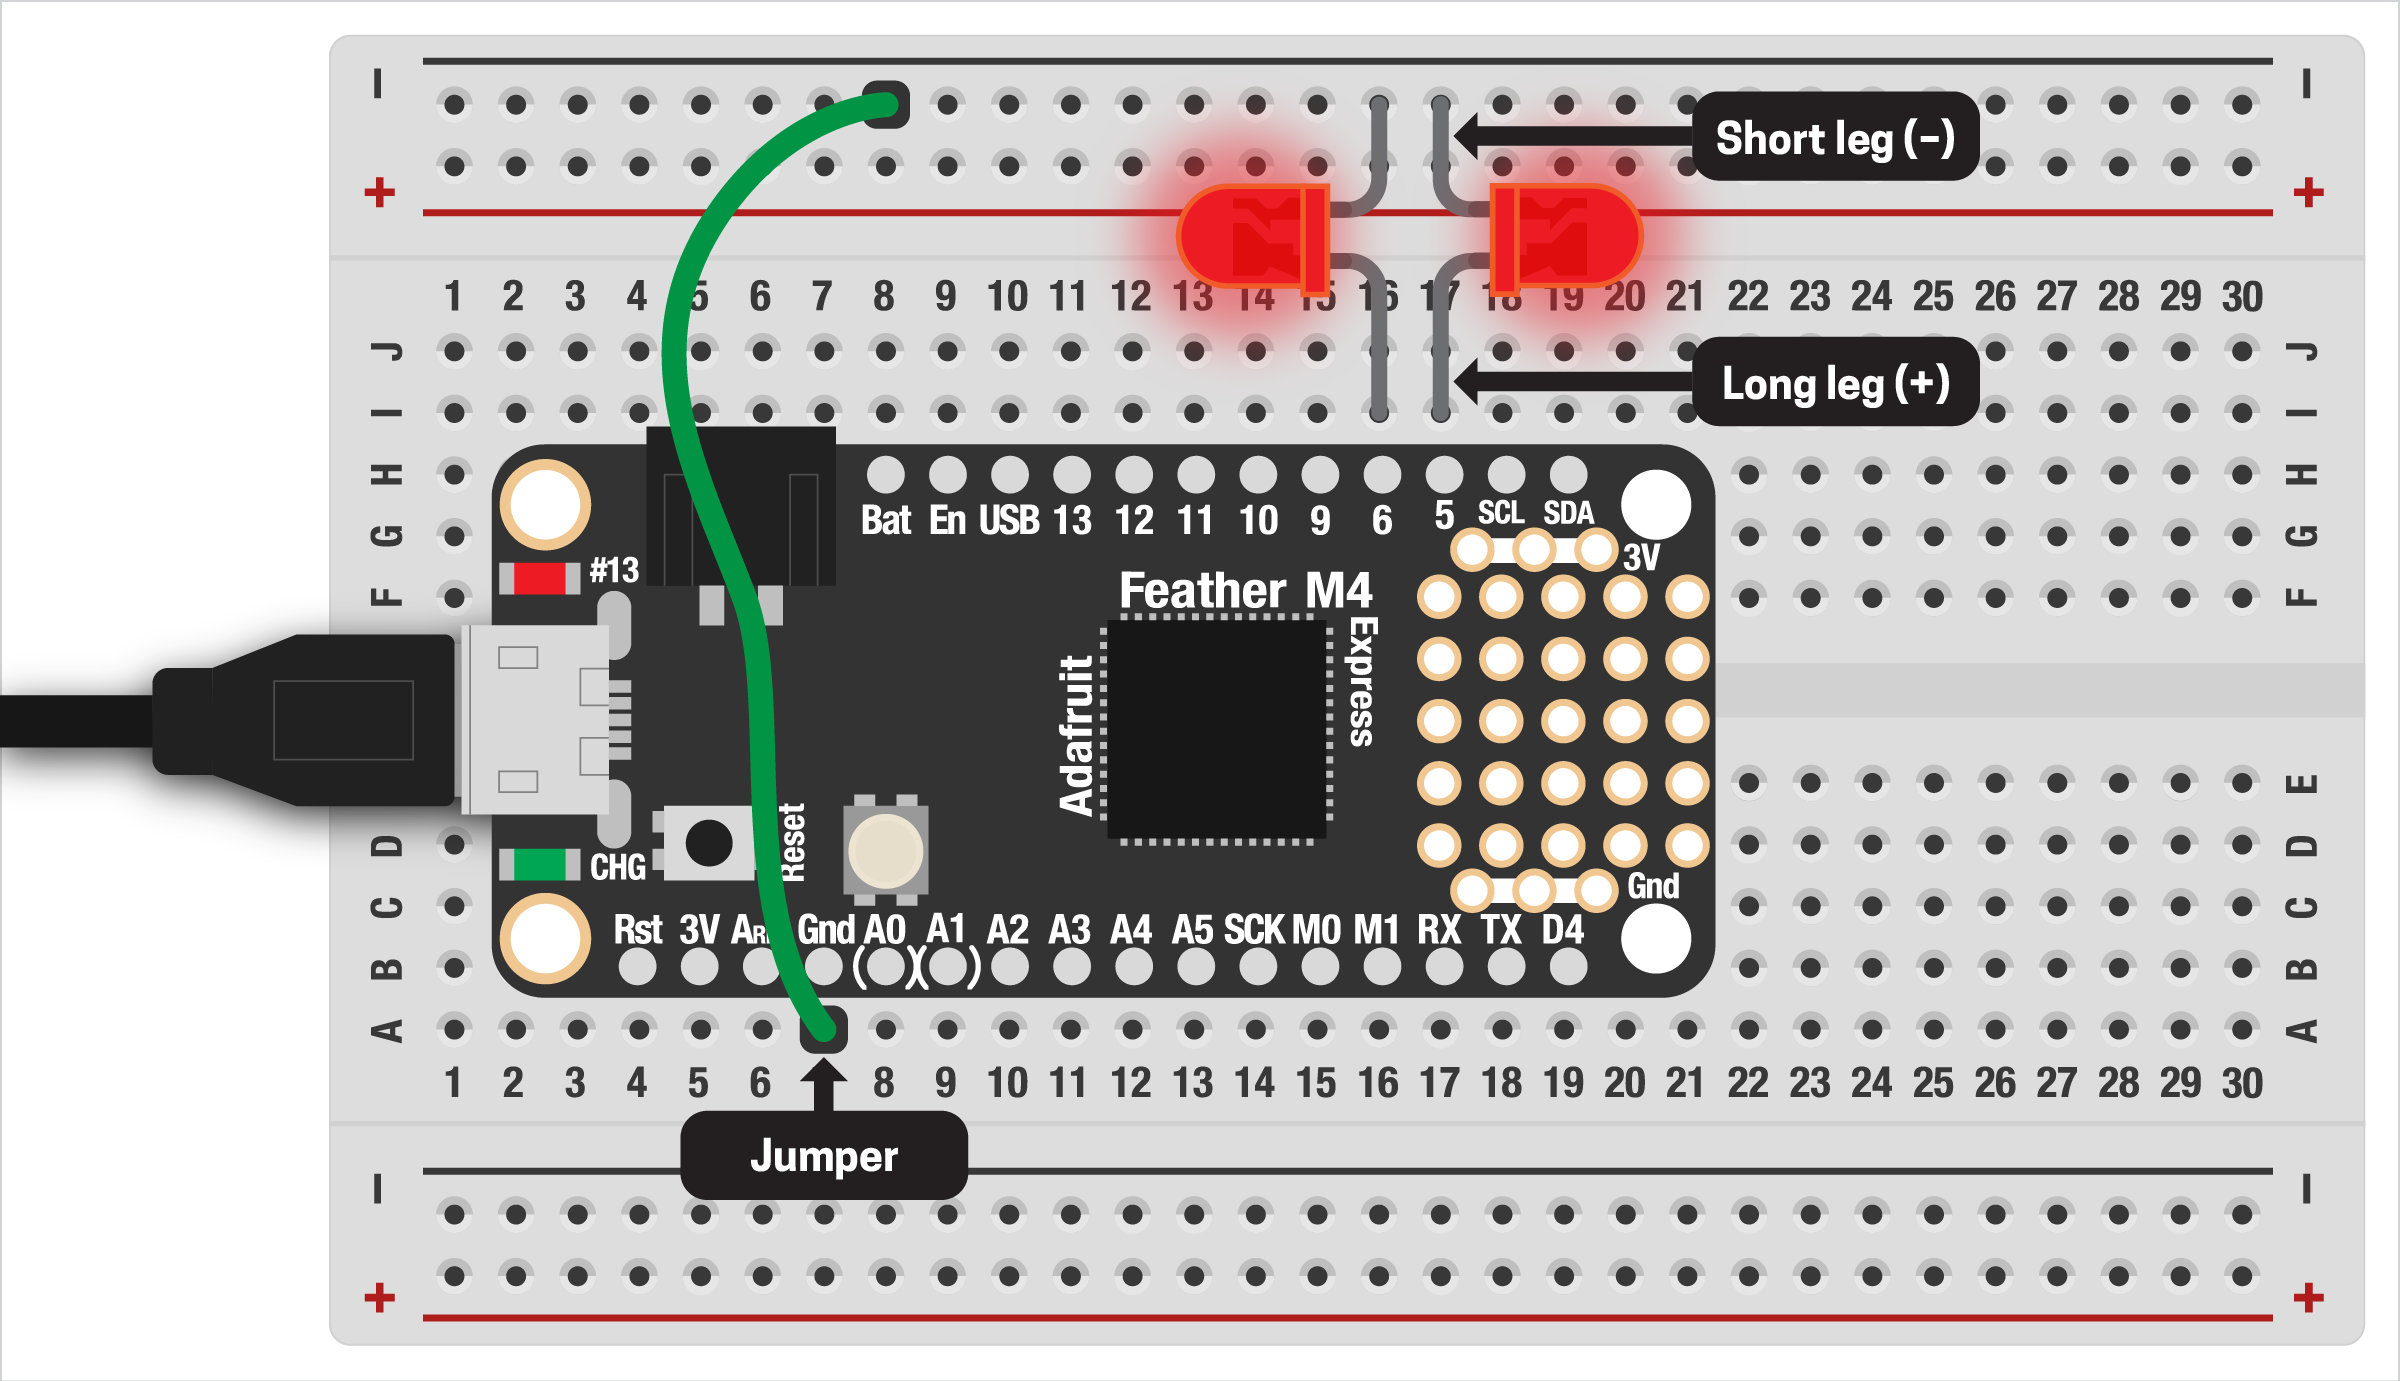 − −
Short leg (−)
+ +
1 2 3 4 5 6 7 8 9 10 11 12 13 14 15 16 17 18 19 20 21 22 23 24 25 26 27 28 29 30
J J
Long leg (+)
I I
H H
Bat En USB 13 12 11 10 9 6 5 SCL SDA
G G
3V
#13
Feather M4
F F
Express
Adafruit
E
Reset
D D
CHG
Gnd
C C
Rst 3V Gnd A0 A1 A2 A3 A4 A5 SCK M0 M1 RX TX D4
B ( )( ) B
A A
1 2 3 4 5 6 8 9 10 11 12 13 14 15 16 17 18 19 20 21 22 23 24 25 26 27 28 29 30
Jumper
− −
+ +